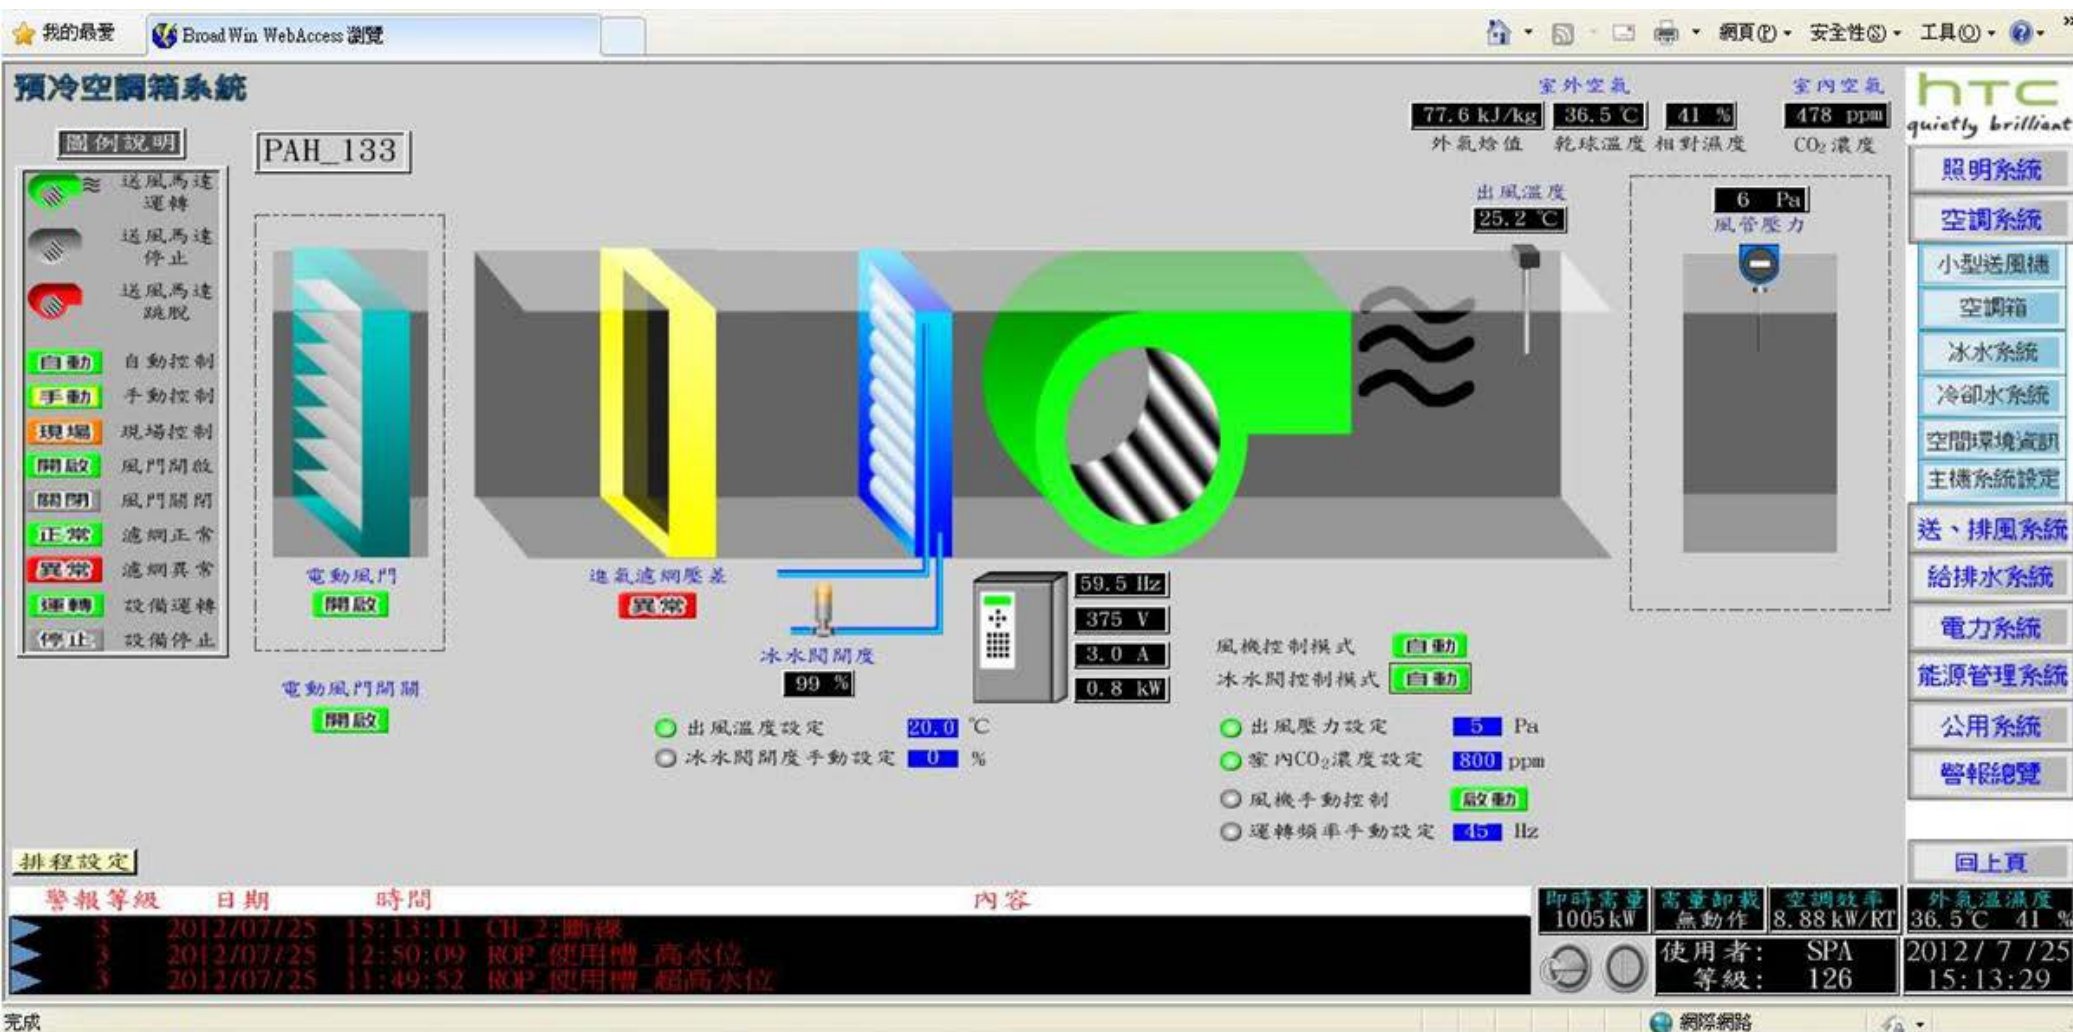 我的最愛
Broad Win WebAccess 瀏覽
網頁(P)
安全性(S)
工具(O)
預冷空調箱系統
圖例說明
PAH_133
送風馬達
運轉
送風馬達
停止
送風馬達
跳脫
自動 自動控制
手動 手動控制
現場 現場控制
開啟 風門開啟
關閉 風門關閉
正常 濾網正常
異常 濾網異常
運轉 設備運轉
停止 設備停止
電動風門
開啟
電動風門開關
開啟
進氣濾網壓差
異常
冰水閥開度
99 %
59.5 Hz
375 V
3.0 A
0.8 kW
出風溫度設定 20.0 ℃
冰水閥開度手動設定 0 %
室外空氣
77.6 kJ/kg 36.5 ℃ 41 %
外氣焓值 乾球溫度 相對濕度
室內空氣
478 ppm
CO₂濃度
出風溫度
25.2 ℃
6 Pa
風管壓力
風機控制模式 自動
冰水閥控制模式 自動
出風壓力設定 5 Pa
室內CO₂濃度設定 800 ppm
風機手動控制 啟動
運轉頻率手動設定 45 Hz
htc
quietly brilliant
照明系統
空調系統
小型送風機
空調箱
冰水系統
冷卻水系統
空間環境資訊
主機系統設定
送、排風系統
給排水系統
電力系統
能源管理系統
公用系統
警報總覽
回上頁
排程設定
警報等級 日期 時間 內容
3 2012/07/25 15:13:11 CH_2:斷線
3 2012/07/25 12:50:09 ROP_使用槽_高水位
3 2012/07/25 11:49:52 ROP_使用槽_超高水位
即時需量 需量卸載 空調效率 外氣溫濕度
1005 kW 無動作 8.88 kW/RT 36.5℃ 41 %
使用者: SPA
等級: 126
2012/ 7 /25
15:13:29
完成
網際網路